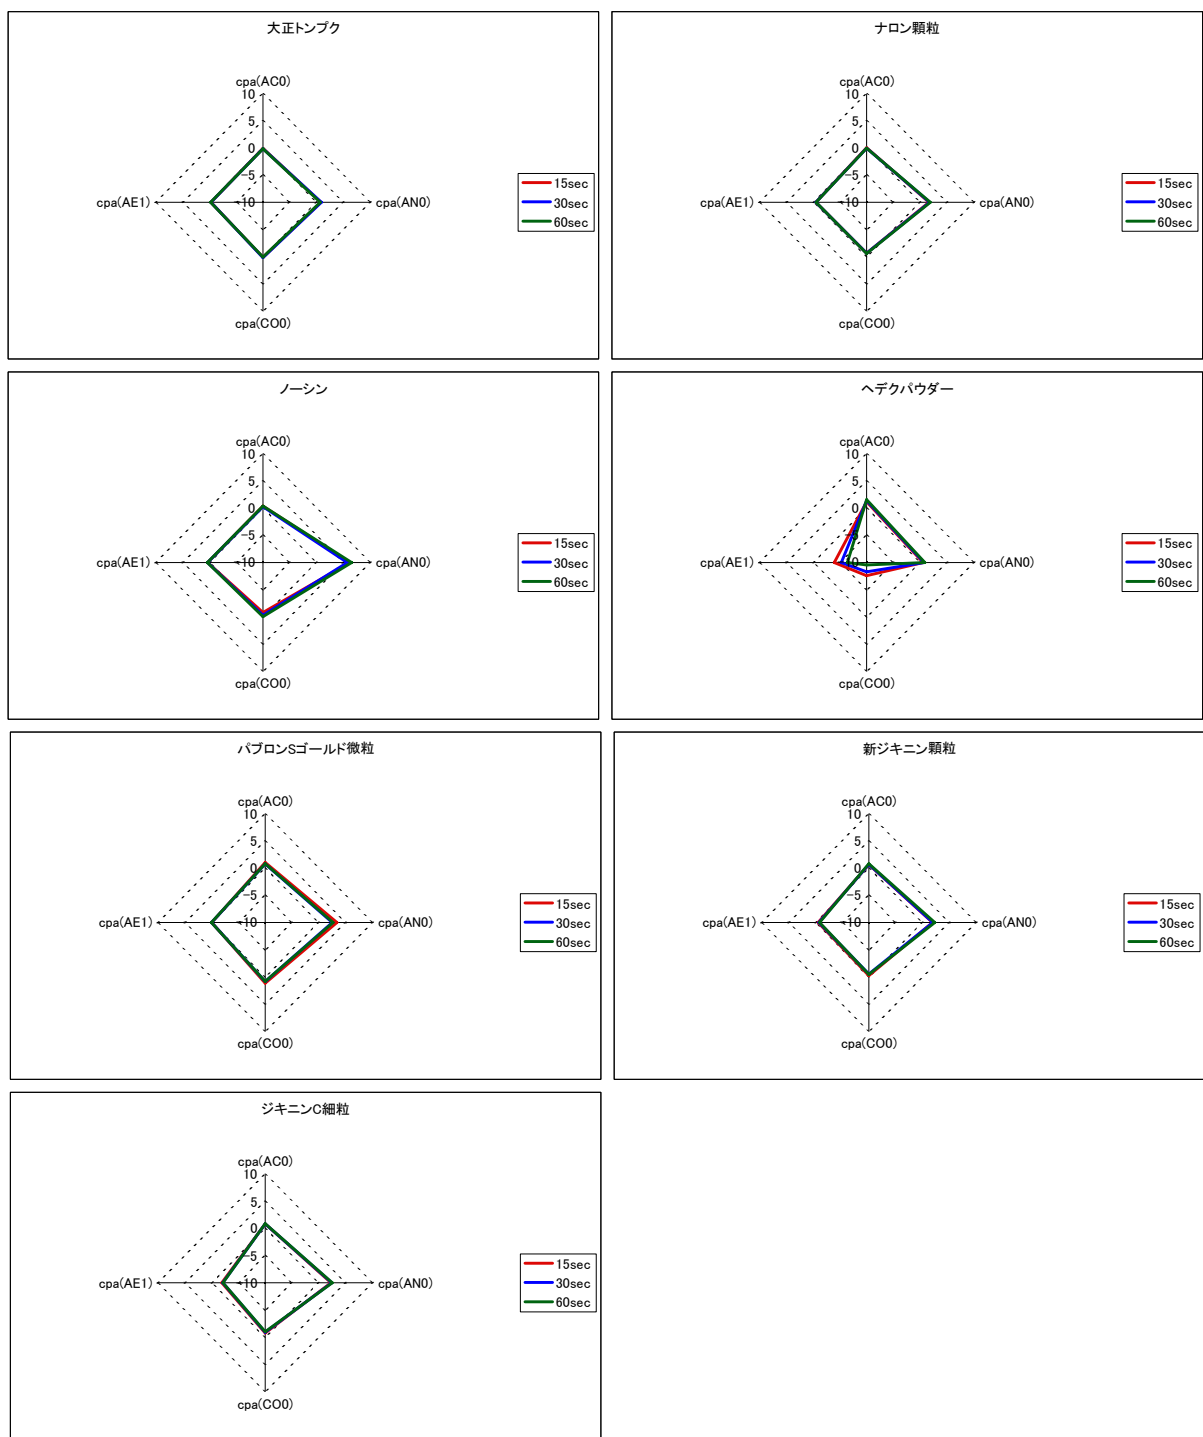 大正トンプク
cpa(AC0)
10
5
0
-5
-10
cpa(AE1)
cpa(AN0)
cpa(CO0)
15sec
30sec
60sec
ナロン顆粒
cpa(AC0)
10
5
0
-5
-10
cpa(AE1)
cpa(AN0)
cpa(CO0)
15sec
30sec
60sec
ノーシン
cpa(AC0)
10
5
0
-5
-10
cpa(AE1)
cpa(AN0)
cpa(CO0)
15sec
30sec
60sec
ヘデクパウダー
cpa(AC0)
10
5
0
-5
-10
cpa(AE1)
cpa(AN0)
cpa(CO0)
15sec
30sec
60sec
パブロンSゴールド微粒
cpa(AC0)
10
5
0
-5
-10
cpa(AE1)
cpa(AN0)
cpa(CO0)
15sec
30sec
60sec
新ジキニン顆粒
cpa(AC0)
10
5
0
-5
-10
cpa(AE1)
cpa(AN0)
cpa(CO0)
15sec
30sec
60sec
ジキニンC細粒
cpa(AC0)
10
5
0
-5
-10
cpa(AE1)
cpa(AN0)
cpa(CO0)
15sec
30sec
60sec